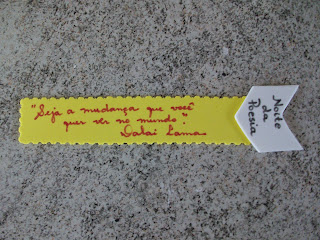 "Seja a mudança que você
quer ver no mundo."
Dalai Lama
Noite
da
Poesia